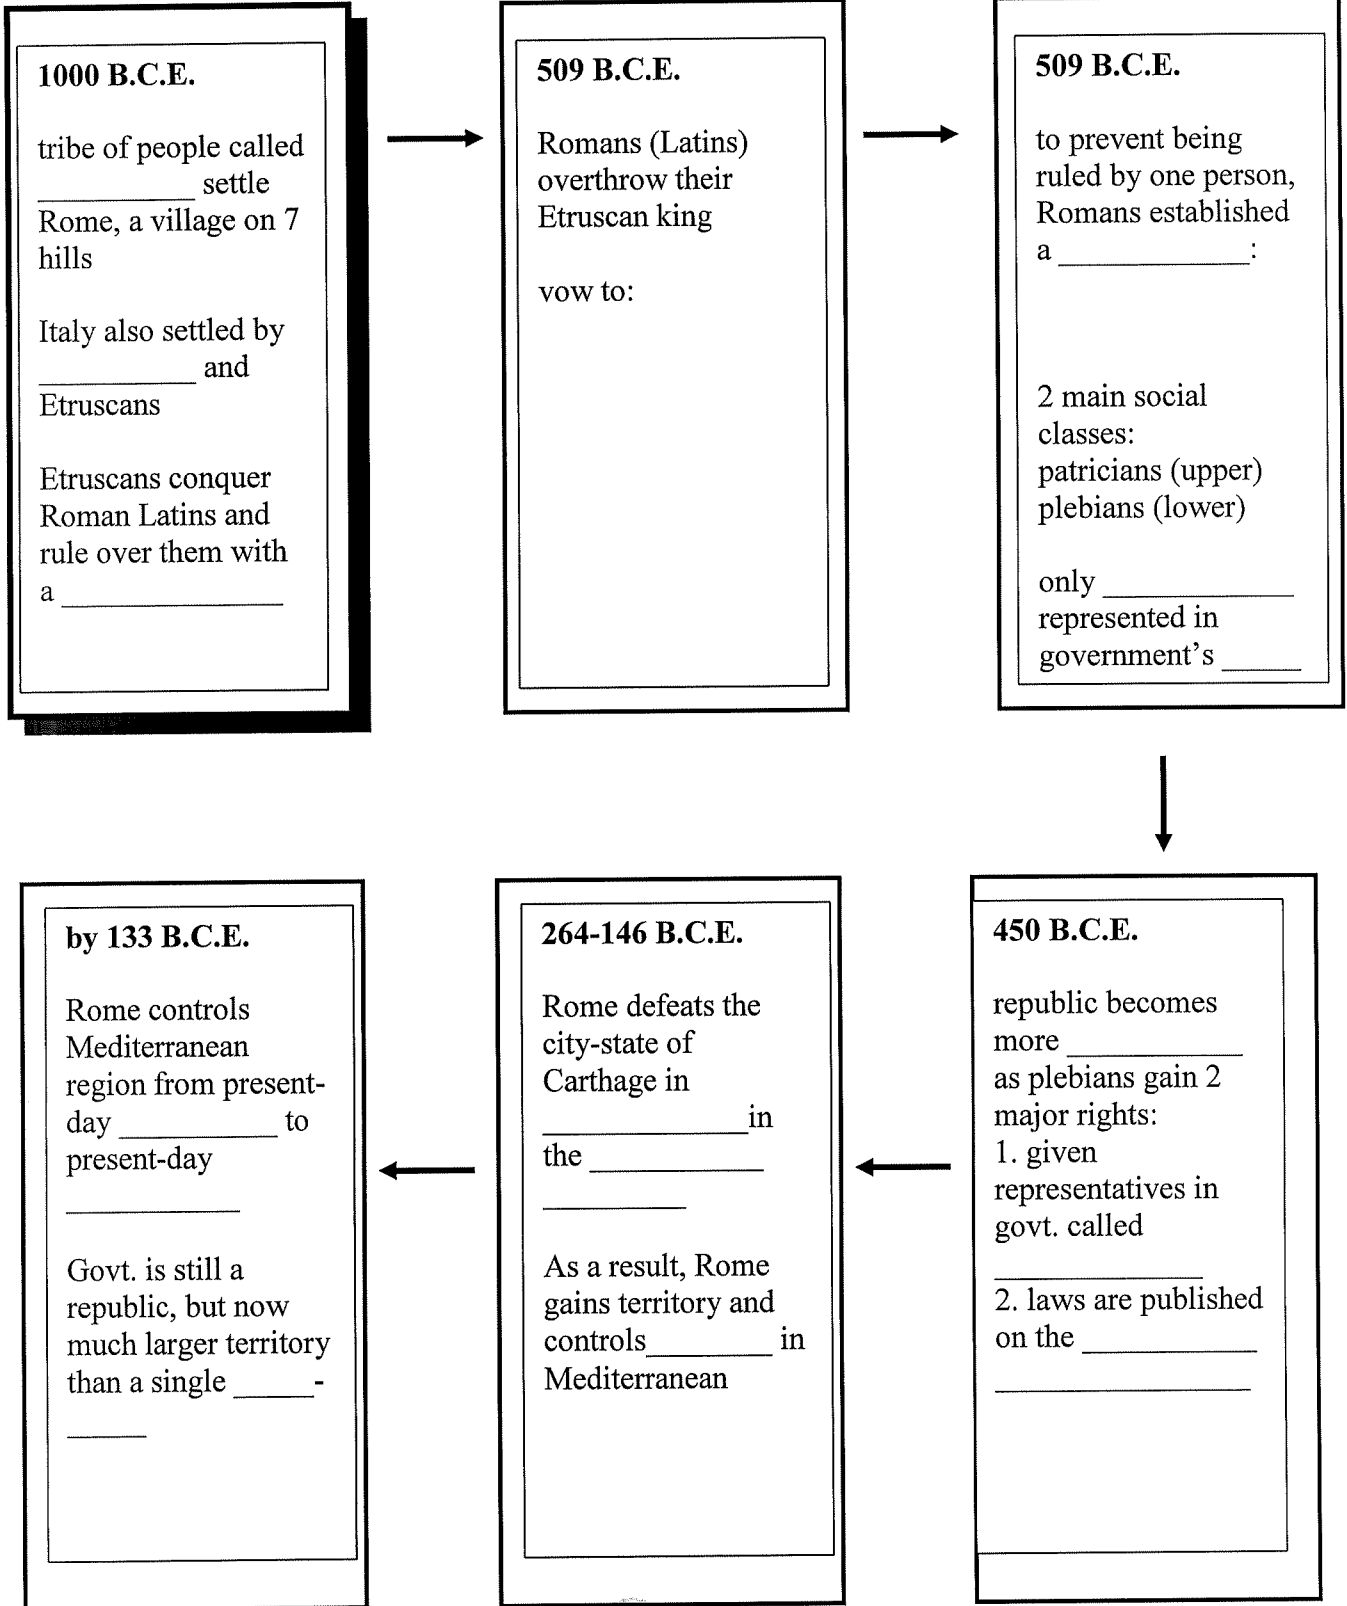 1000 B.C.E.
tribe of people called
__________ settle
Rome, a village on 7
hills
Italy also settled by
__________ and
Etruscans
Etruscans conquer
Roman Latins and
rule over them with
a ______________
509 B.C.E.
Romans (Latins)
overthrow their
Etruscan king
vow to:
509 B.C.E.
to prevent being
ruled by one person,
Romans established
a ____________:
2 main social
classes:
patricians (upper)
plebians (lower)
only ____________
represented in
government’s _____
450 B.C.E.
republic becomes
more ___________
as plebians gain 2
major rights:
1. given
representatives in
govt. called
_____________
2. laws are published
on the ___________
________________
264-146 B.C.E.
Rome defeats the
city-state of
Carthage in
_____________in
the ___________
_________
As a result, Rome
gains territory and
controls________ in
Mediterranean
by 133 B.C.E.
Rome controls
Mediterranean
region from present-
day __________ to
present-day
___________
Govt. is still a
republic, but now
much larger territory
than a single _____-
_____